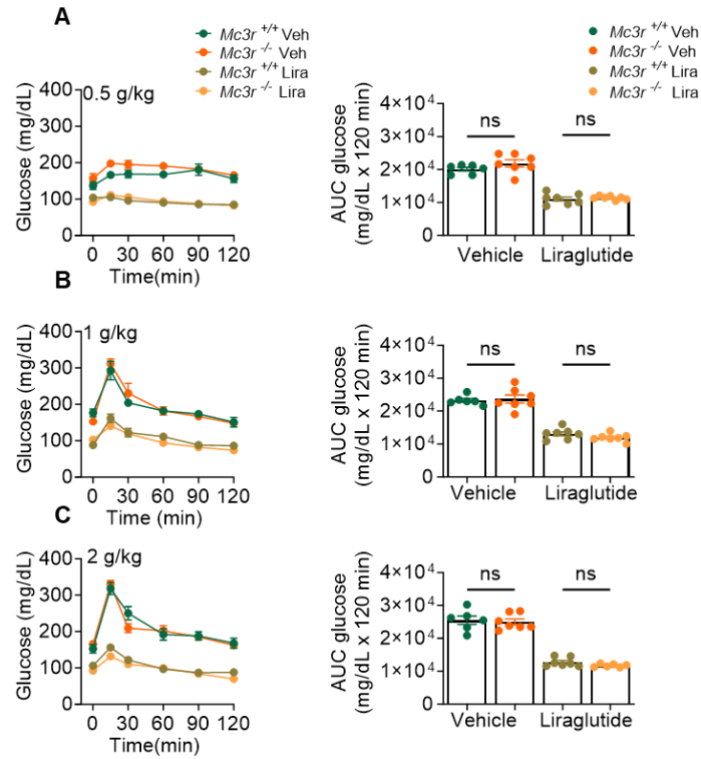 A
Mc3r +/+ Veh
Mc3r -/- Veh
Mc3r +/+ Lira
Mc3r -/- Lira
0.5 g/kg
Glucose (mg/dL)
400
300
200
100
0
0 30 60 90 120
Time(min)
Mc3r +/+ Veh
Mc3r -/- Veh
Mc3r +/+ Lira
Mc3r -/- Lira
AUC glucose
(mg/dL x 120 min)
4×10⁴
3×10⁴
2×10⁴
1×10⁴
0
ns ns
Vehicle Liraglutide
B
1 g/kg
Glucose (mg/dL)
400
300
200
100
0
0 30 60 90 120
Time (min)
AUC glucose
(mg/dL x 120 min)
4×10⁴
3×10⁴
2×10⁴
1×10⁴
0
ns ns
Vehicle Liraglutide
C
2 g/kg
Glucose (mg/dL)
400
300
200
100
0
0 30 60 90 120
Time(min)
AUC glucose
(mg/dL x 120 min)
4×10⁴
3×10⁴
2×10⁴
1×10⁴
0
ns ns
Vehicle Liraglutide